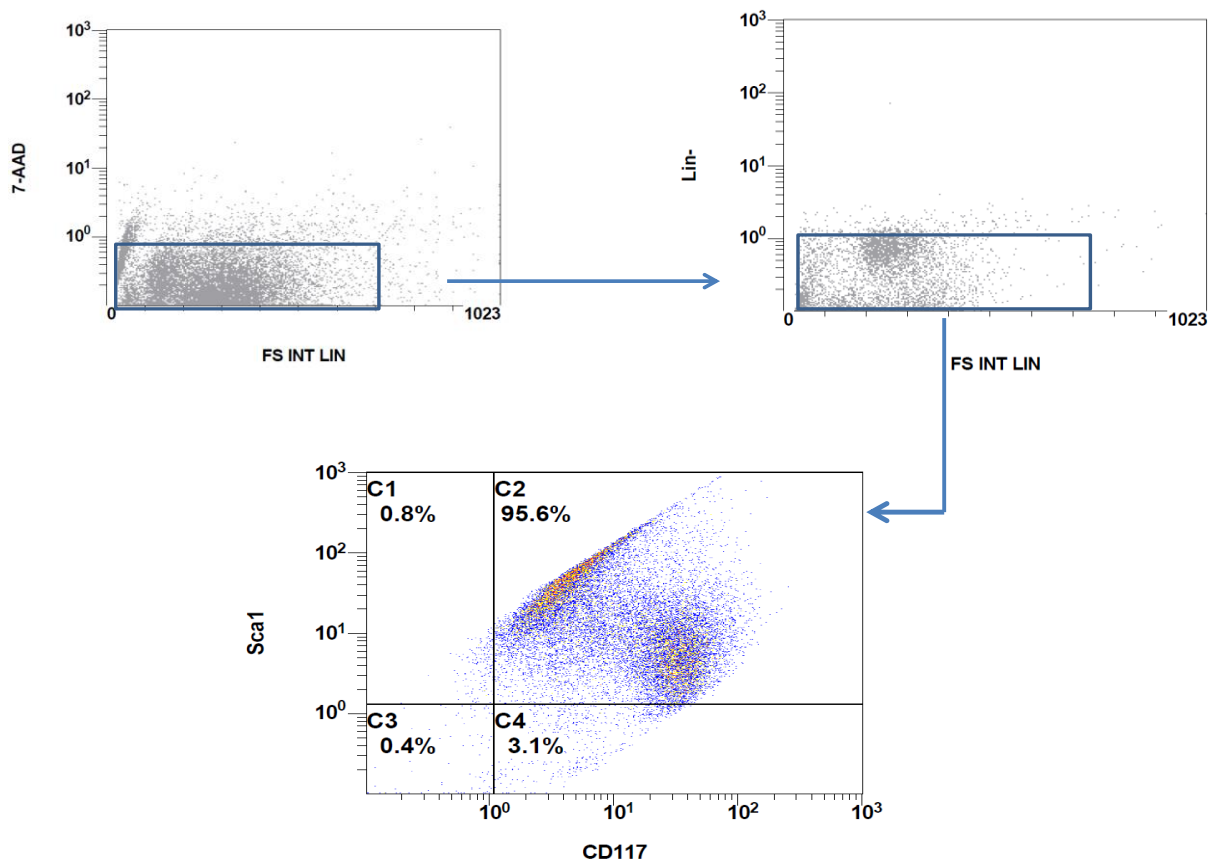 10³
10²
10¹
10⁰
7-AAD
0
1023
FS INT LIN
10³
10²
10¹
10⁰
Lin-
0
1023
FS INT LIN
10³
10²
10¹
10⁰
Sca1
C1
0.8%
C2
95.6%
C3
0.4%
C4
3.1%
10⁰
10¹
10²
10³
CD117